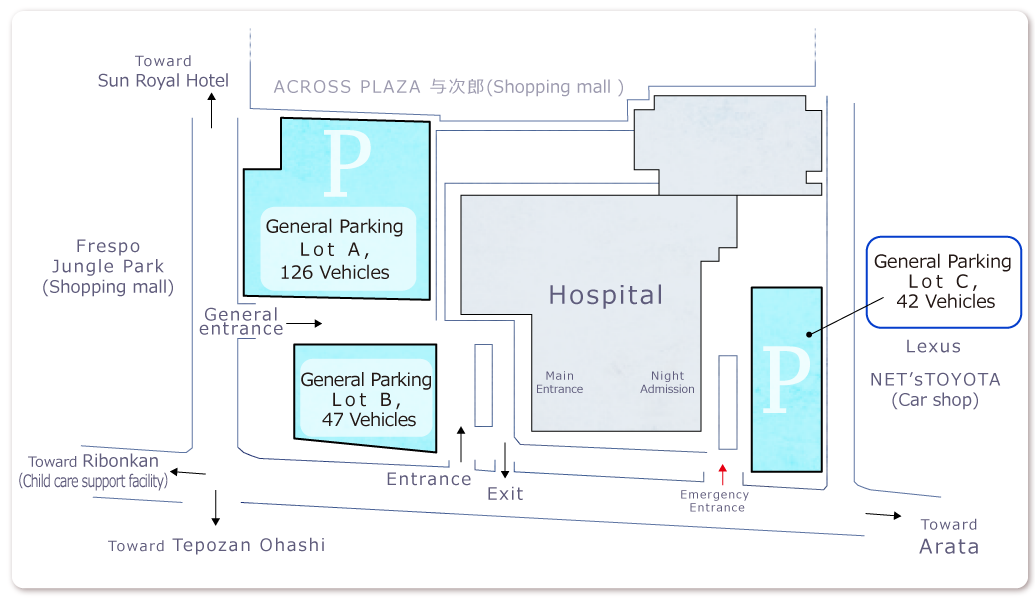 Toward
Sun Royal Hotel
ACROSS PLAZA 与次郎(Shopping mall )
P
General Parking
Lot A,
126 Vehicles
Frespo
Jungle Park
(Shopping mall)
General
entrance
Hospital
General Parking
Lot C,
42 Vehicles
Lexus
NET'sTOYOTA
(Car shop)
P
General Parking
Lot B,
47 Vehicles
Main
Entrance
Night
Admission
Toward Ribonkan
(Child care support facility)
Entrance
Exit
Emergency
Entrance
Toward Tepozan Ohashi
Toward
Arata